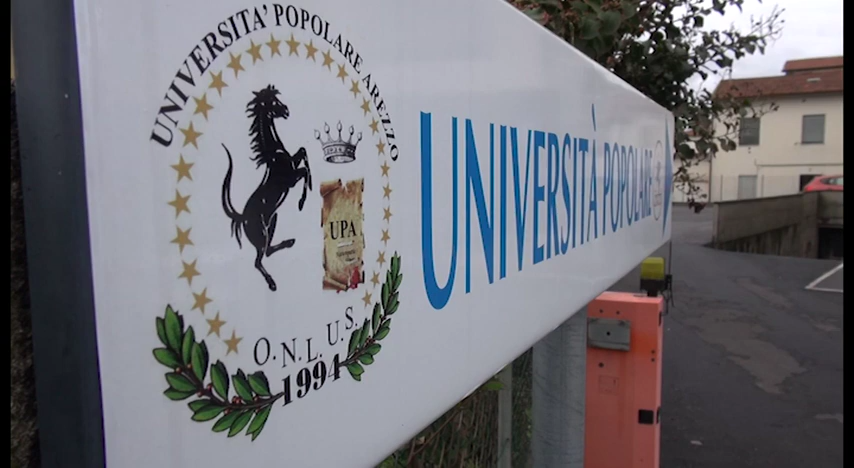 UNIVERSITA' POPOLARE AREZZO
UPA
O.N.L.U.S.
1994
UNIVERSITÀ POPOLARE